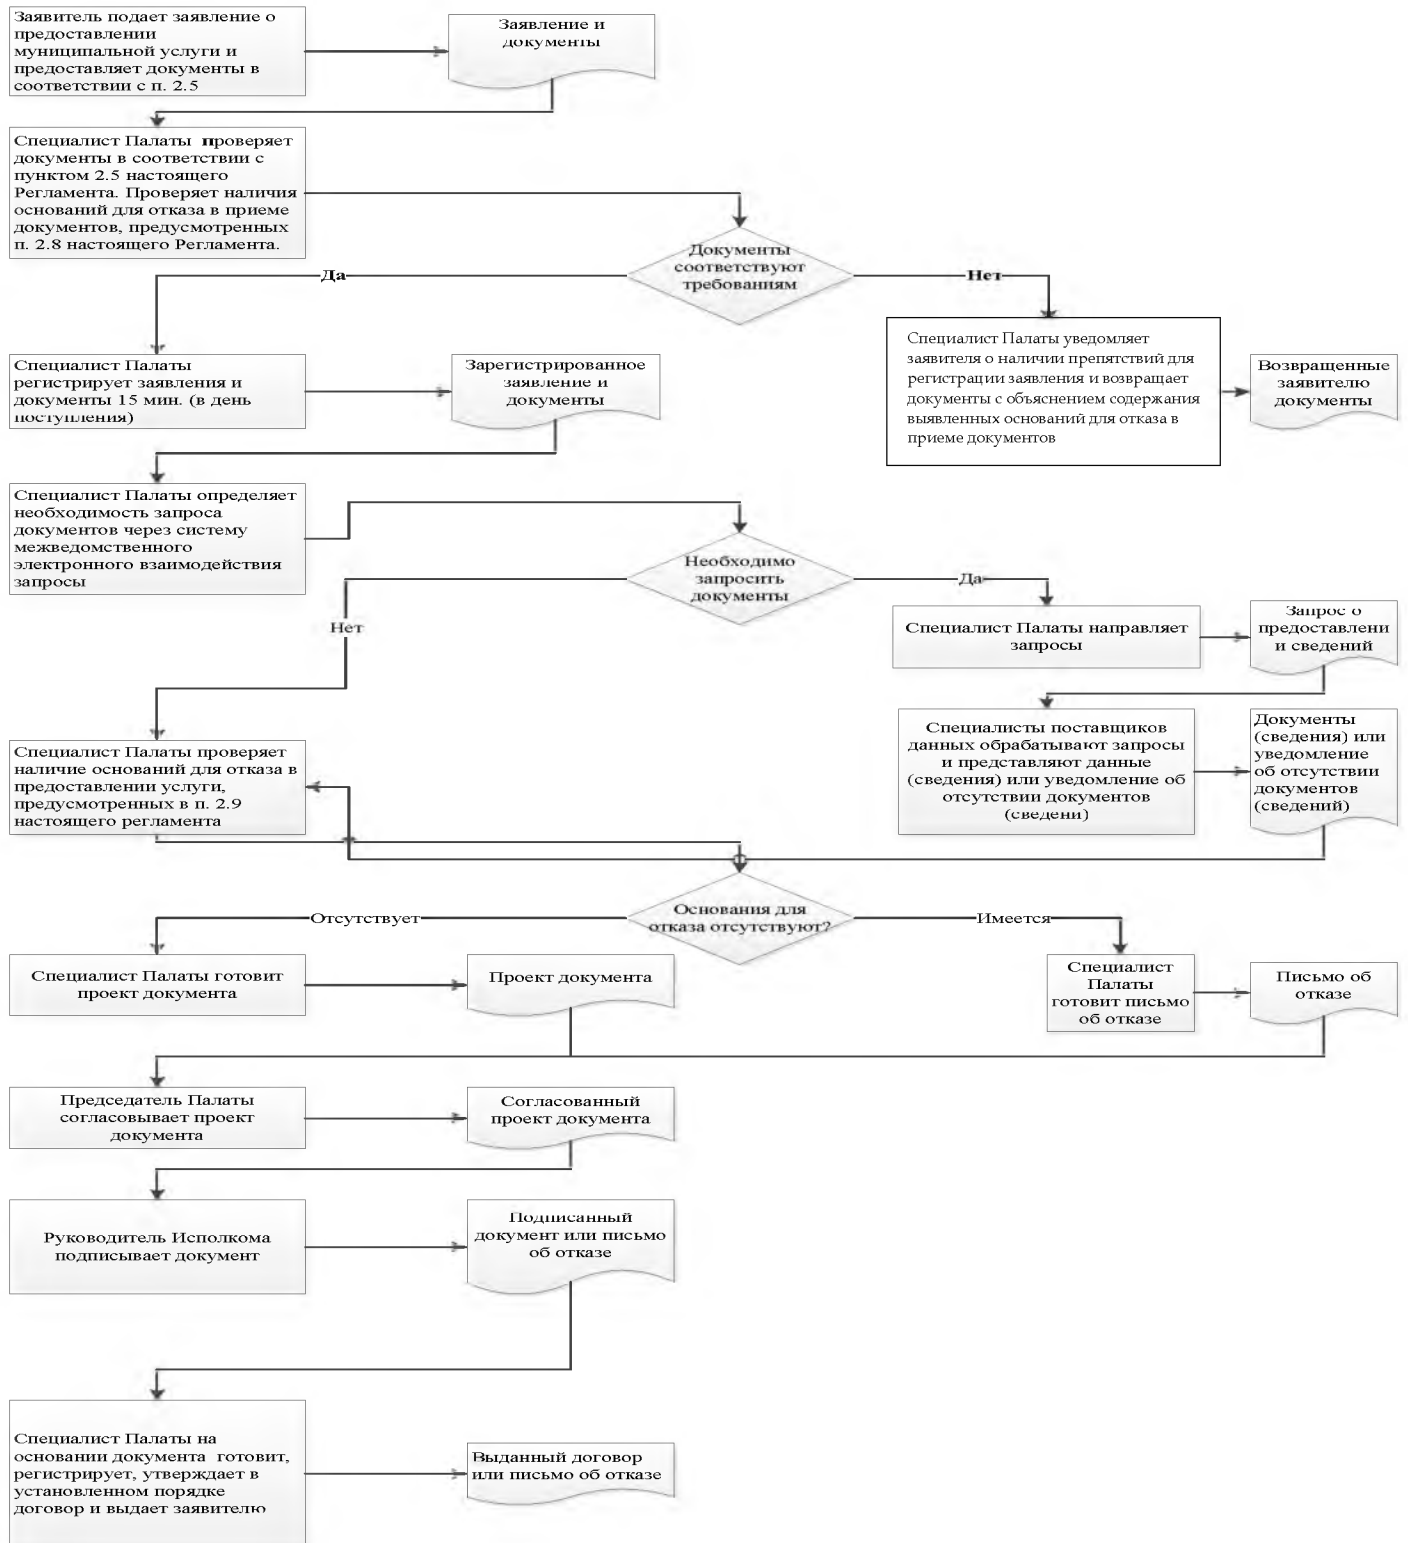 Заявитель подает заявление о
предоставлении
муниципальной услуги и
предоставляет документы в
соответствии с п. 2.5
Заявление и
документы
Специалист Палаты проверяет
документы в соответствии с
пунктом 2.5 настоящего
Регламента. Проверяет наличия
оснований для отказа в приеме
документов, предусмотренных
п. 2.8 настоящего Регламента.
Документы
соответствуют
требованиям
Да
Нет
Специалист Палаты
регистрирует заявления и
документы 15 мин. (в день
поступления)
Зарегистрированное
заявление и
документы
Специалист Палаты уведомляет
заявителя о наличии препятствий для
регистрации заявления и возвращает
документы с объяснением содержания
выявленных оснований для отказа в
приеме документов
Возвращенные
заявителю
документы
Специалист Палаты определяет
необходимость запроса
документов через систему
межведомственного
электронного взаимодействия
запросы
Необходимо
запросить
документы
Да
Нет
Специалист Палаты направляет
запросы
Запрос о
предоставлени
и сведений
Специалисты поставщиков
данных обрабатывают запросы
и представляют данные
(сведения) или уведомление об
отсутствии документов
(сведени)
Документы
(сведения) или
уведомление
об отсутствии
документов
(сведений)
Специалист Палаты проверяет
наличие оснований для отказа в
предоставлении услуги,
предусмотренных в п. 2.9
настоящего регламента
Основания для
отказа отсутствуют?
Отсутствует
Имеется
Специалист Палаты готовит
проект документа
Проект документа
Специалист
Палаты
готовит письмо
об отказе
Письмо об
отказе
Председатель Палаты
согласовывает проект
документа
Согласованный
проект документа
Руководитель Исполкома
подписывает документ
Подписанный
документ или письмо
об отказе
Специалист Палаты на
основании документа готовит,
регистрирует, утверждает в
установленном порядке
договор и выдает заявителю
Выданный договор
или письмо об отказе